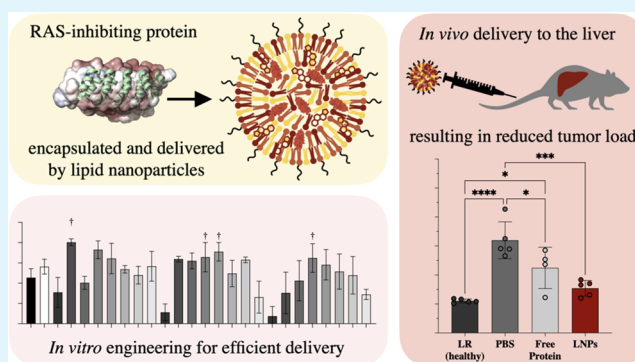 RAS-inhibiting protein
encapsulated and delivered
by lipid nanoparticles
†
†
†
†
In vitro engineering for efficient delivery
In vivo delivery to the liver
resulting in reduced tumor load
***
*
****
*
LR
(healthy)
PBS
Free
Protein
LNPs